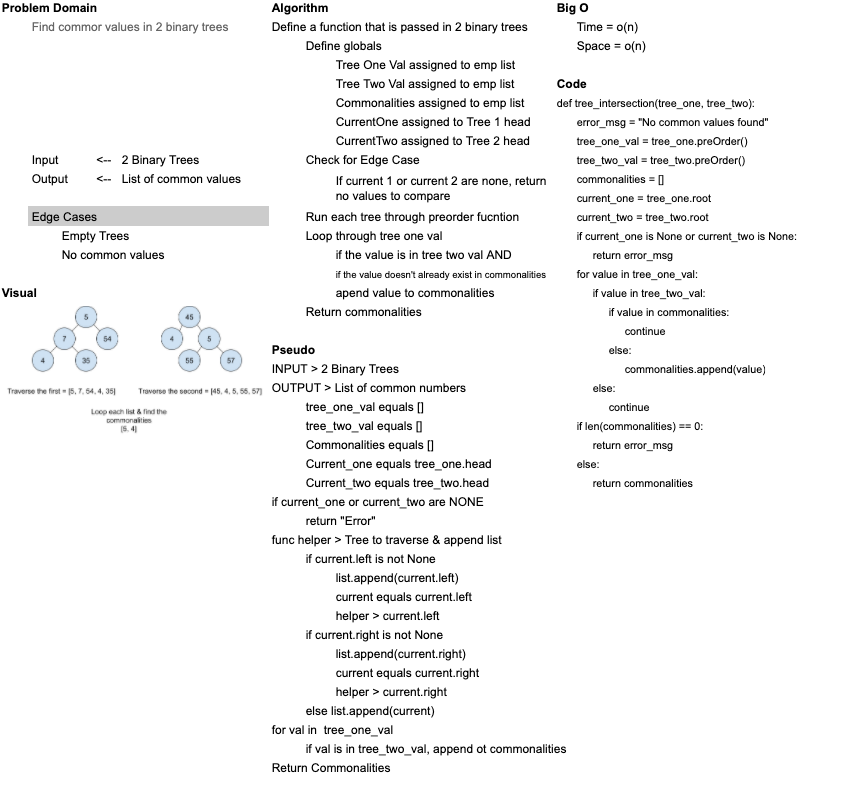 Problem Domain
Find commor values in 2 binary trees
Input <-- 2 Binary Trees
Output <-- List of common values
Edge Cases
Empty Trees
No common values
Visual
5
7 54
4 35
45
4 5
55 57
Traverse the first = [5, 7, 54, 4, 35]
Traverse the second = [45, 4, 5, 55, 57]
Loop each list & find the
commonalities
[5, 4]
Algorithm
Define a function that is passed in 2 binary trees
Define globals
Tree One Val assigned to emp list
Tree Two Val assigned to emp list
Commonalities assigned to emp list
CurrentOne assigned to Tree 1 head
CurrentTwo assigned to Tree 2 head
Check for Edge Case
If current 1 or current 2 are none, return
no values to compare
Run each tree through preorder fucntion
Loop through tree one val
if the value is in tree two val AND
if the value doesn't already exist in commonalities
apend value to commonalities
Return commonalities
Pseudo
INPUT > 2 Binary Trees
OUTPUT > List of common numbers
tree_one_val equals []
tree_two_val equals []
Commonalities equals []
Current_one equals tree_one.head
Current_two equals tree_two.head
if current_one or current_two are NONE
return "Error"
func helper > Tree to traverse & append list
if current.left is not None
list.append(current.left)
current equals current.left
helper > current.left
if current.right is not None
list.append(current.right)
current equals current.right
helper > current.right
else list.append(current)
for val in tree_one_val
if val is in tree_two_val, append ot commonalities
Return Commonalities
Big O
Time = o(n)
Space = o(n)
Code
def tree_intersection(tree_one, tree_two):
error_msg = "No common values found"
tree_one_val = tree_one.preOrder()
tree_two_val = tree_two.preOrder()
commonalities = []
current_one = tree_one.root
current_two = tree_two.root
if current_one is None or current_two is None:
return error_msg
for value in tree_one_val:
if value in tree_two_val:
if value in commonalities:
continue
else:
commonalities.append(value)
else:
continue
if len(commonalities) == 0:
return error_msg
else:
return commonalities